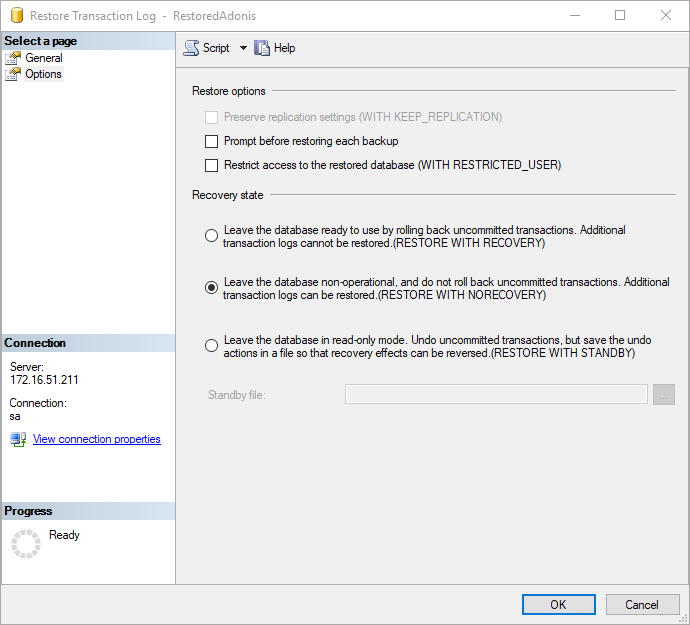 Restore Transaction Log - RestoredAdonis
Select a page
General
Options
Script
Help
Restore options
Preserve replication settings (WITH KEEP_REPLICATION)
Prompt before restoring each backup
Restrict access to the restored database (WITH RESTRICTED_USER)
Recovery state
Leave the database ready to use by rolling back uncommitted transactions. Additional
transaction logs cannot be restored.(RESTORE WITH RECOVERY)
Leave the database non-operational, and do not roll back uncommitted transactions. Additional
transaction logs can be restored.(RESTORE WITH NORECOVERY)
Leave the database in read-only mode. Undo uncommitted transactions, but save the undo
actions in a file so that recovery effects can be reversed.(RESTORE WITH STANDBY)
Standby file:
...
Connection
Server:
172.16.51.211
Connection:
sa
View connection properties
Progress
Ready
OK
Cancel